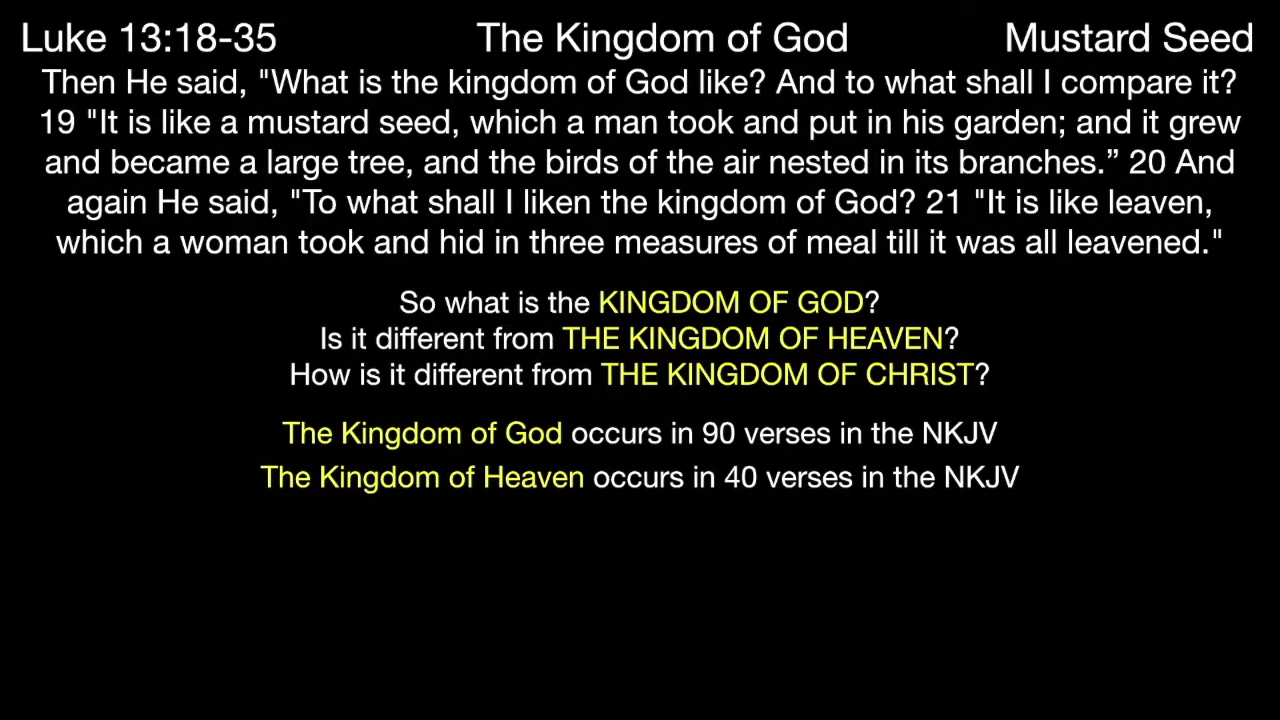 Luke 13:18-35 The Kingdom of God Mustard Seed
Then He said, "What is the kingdom of God like? And to what shall I compare it?
19 "It is like a mustard seed, which a man took and put in his garden; and it grew
and became a large tree, and the birds of the air nested in its branches.” 20 And
again He said, "To what shall I liken the kingdom of God? 21 "It is like leaven,
which a woman took and hid in three measures of meal till it was all leavened."
So what is the KINGDOM OF GOD?
Is it different from THE KINGDOM OF HEAVEN?
How is it different from THE KINGDOM OF CHRIST?
The Kingdom of God occurs in 90 verses in the NKJV
The Kingdom of Heaven occurs in 40 verses in the NKJV